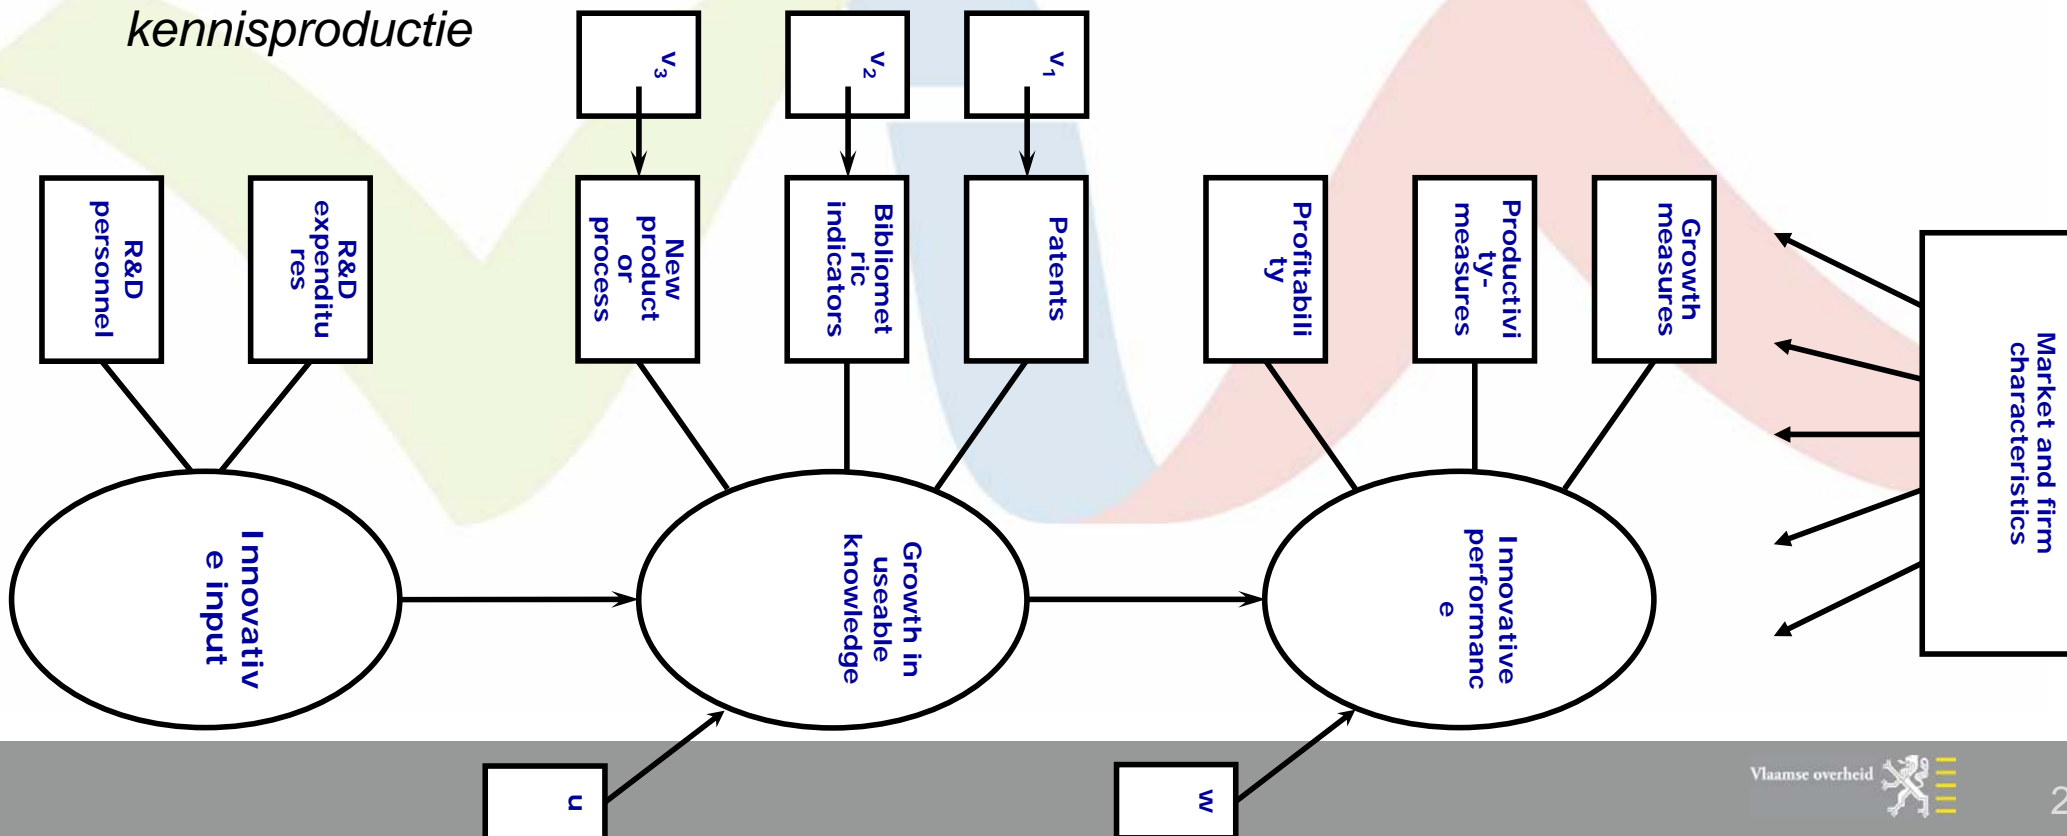 kennisproductie
v3
v2
v1
R&D
personnel
R&D
expenditu
res
New
product
or
process
Bibliomet
ric
indicators
Patents
Profitabili
ty
Productivi
ty-
measures
Growth
measures
Market and firm
characteristics
Innovativ
e input
Growth in
useable
knowledge
Innovative
performanc
e
u
w
Vlaamse overheid
2